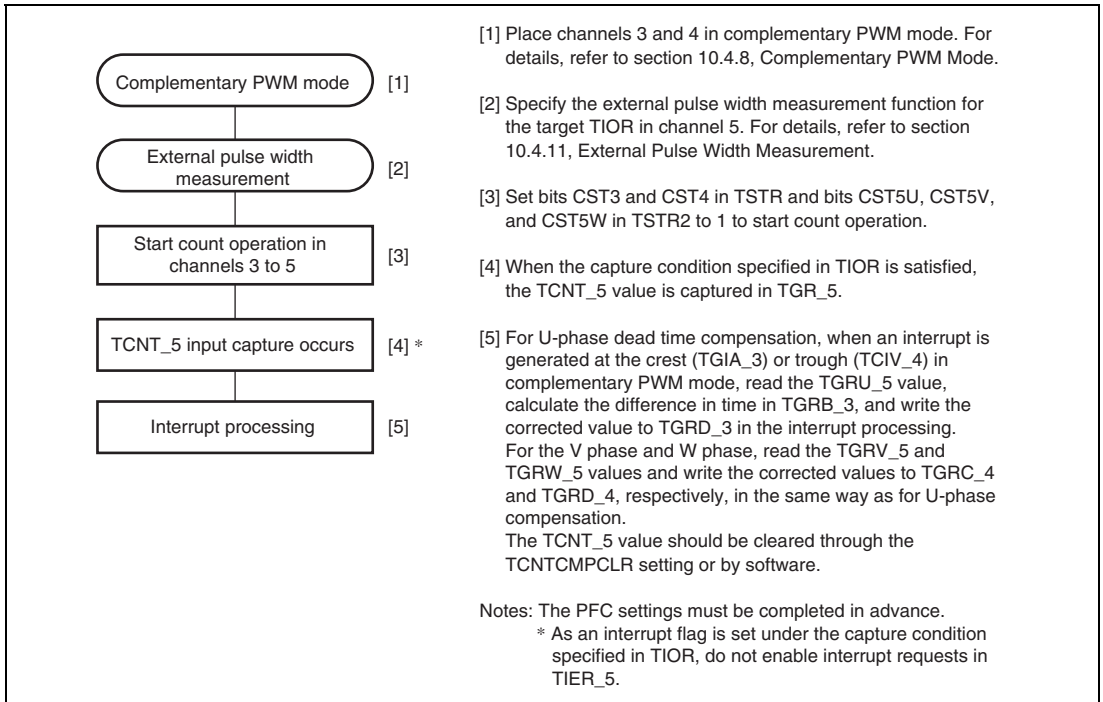 Complementary PWM mode [1]
External pulse width
measurement [2]
Start count operation in
channels 3 to 5 [3]
TCNT_5 input capture occurs [4] *
Interrupt processing [5]
[1] Place channels 3 and 4 in complementary PWM mode. For
details, refer to section 10.4.8, Complementary PWM Mode.
[2] Specify the external pulse width measurement function for
the target TIOR in channel 5. For details, refer to section
10.4.11, External Pulse Width Measurement.
[3] Set bits CST3 and CST4 in TSTR and bits CST5U, CST5V,
and CST5W in TSTR2 to 1 to start count operation.
[4] When the capture condition specified in TIOR is satisfied,
the TCNT_5 value is captured in TGR_5.
[5] For U-phase dead time compensation, when an interrupt is
generated at the crest (TGIA_3) or trough (TCIV_4) in
complementary PWM mode, read the TGRU_5 value,
calculate the difference in time in TGRB_3, and write the
corrected value to TGRD_3 in the interrupt processing.
For the V phase and W phase, read the TGRV_5 and
TGRW_5 values and write the corrected values to TGRC_4
and TGRD_4, respectively, in the same way as for U-phase
compensation.
The TCNT_5 value should be cleared through the
TCNTCMPCLR setting or by software.
Notes: The PFC settings must be completed in advance.
* As an interrupt flag is set under the capture condition
specified in TIOR, do not enable interrupt requests in
TIER_5.